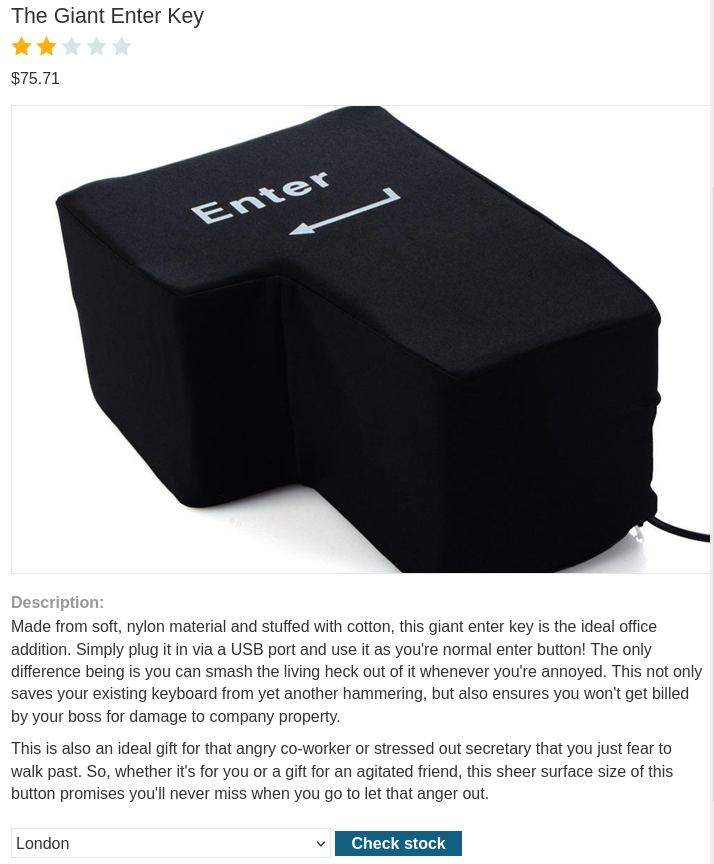 The Giant Enter Key
$75.71
Enter
Description:
Made from soft, nylon material and stuffed with cotton, this giant enter key is the ideal office
addition. Simply plug it in via a USB port and use it as you're normal enter button! The only
difference being is you can smash the living heck out of it whenever you're annoyed. This not only
saves your existing keyboard from yet another hammering, but also ensures you won't get billed
by your boss for damage to company property.
This is also an ideal gift for that angry co-worker or stressed out secretary that you just fear to
walk past. So, whether it's for you or a gift for an agitated friend, this sheer surface size of this
button promises you'll never miss when you go to let that anger out.
London
Check stock